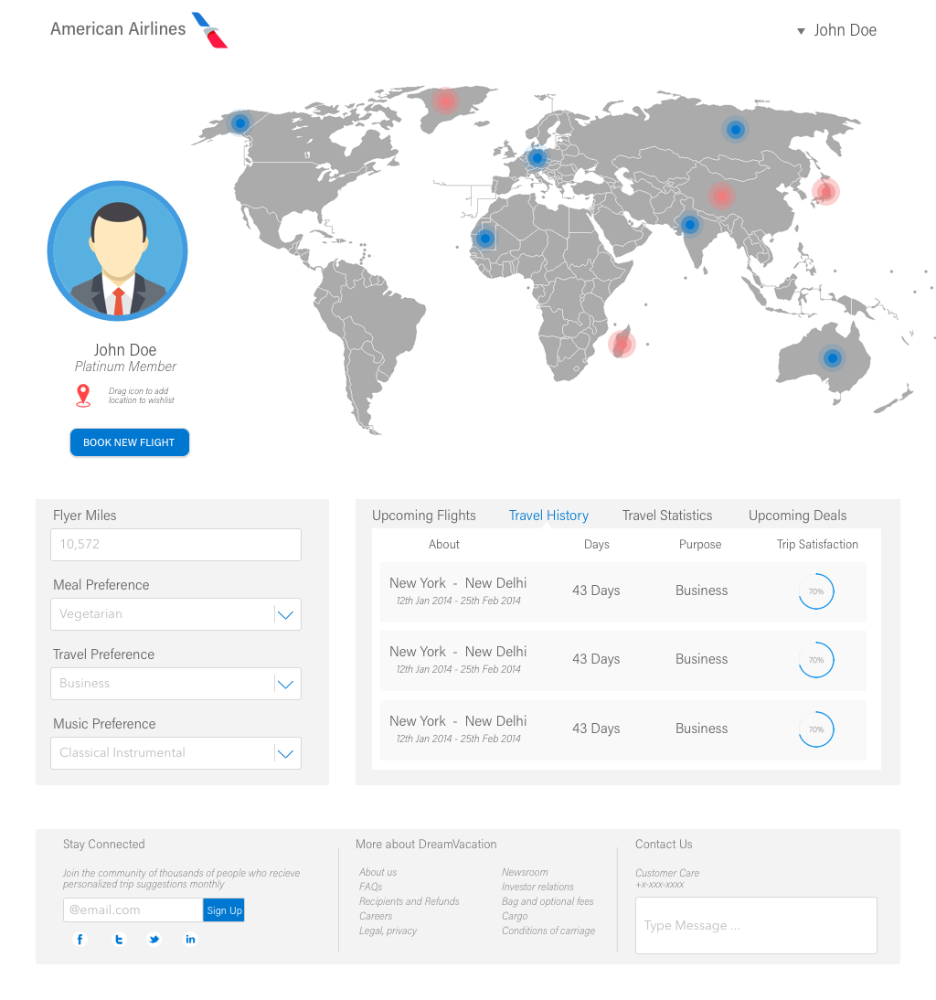 American Airlines
John Doe
John Doe
Platinum Member
Drag icon to add
location to wishlist
BOOK NEW FLIGHT
Flyer Miles
10,572
Meal Preference
Vegetarian
Travel Preference
Business
Music Preference
Classical Instrumental
Upcoming Flights Travel History Travel Statistics Upcoming Deals
About Days Purpose Trip Satisfaction
New York - New Delhi
12th Jan 2014 - 25th Feb 2014
43 Days Business 70%
New York - New Delhi
12th Jan 2014 - 25th Feb 2014
43 Days Business 70%
New York - New Delhi
12th Jan 2014 - 25th Feb 2014
43 Days Business 70%
Stay Connected
Join the community of thousands of people who recieve
personalized trip suggestions monthly
@email.com Sign Up
More about DreamVacation
About us
FAQs
Recipients and Refunds
Careers
Legal, privacy
Newsroom
Investor relations
Bag and optional fees
Cargo
Conditions of carriage
Contact Us
Customer Care
+x-xxx-xxxx
Type Message ...